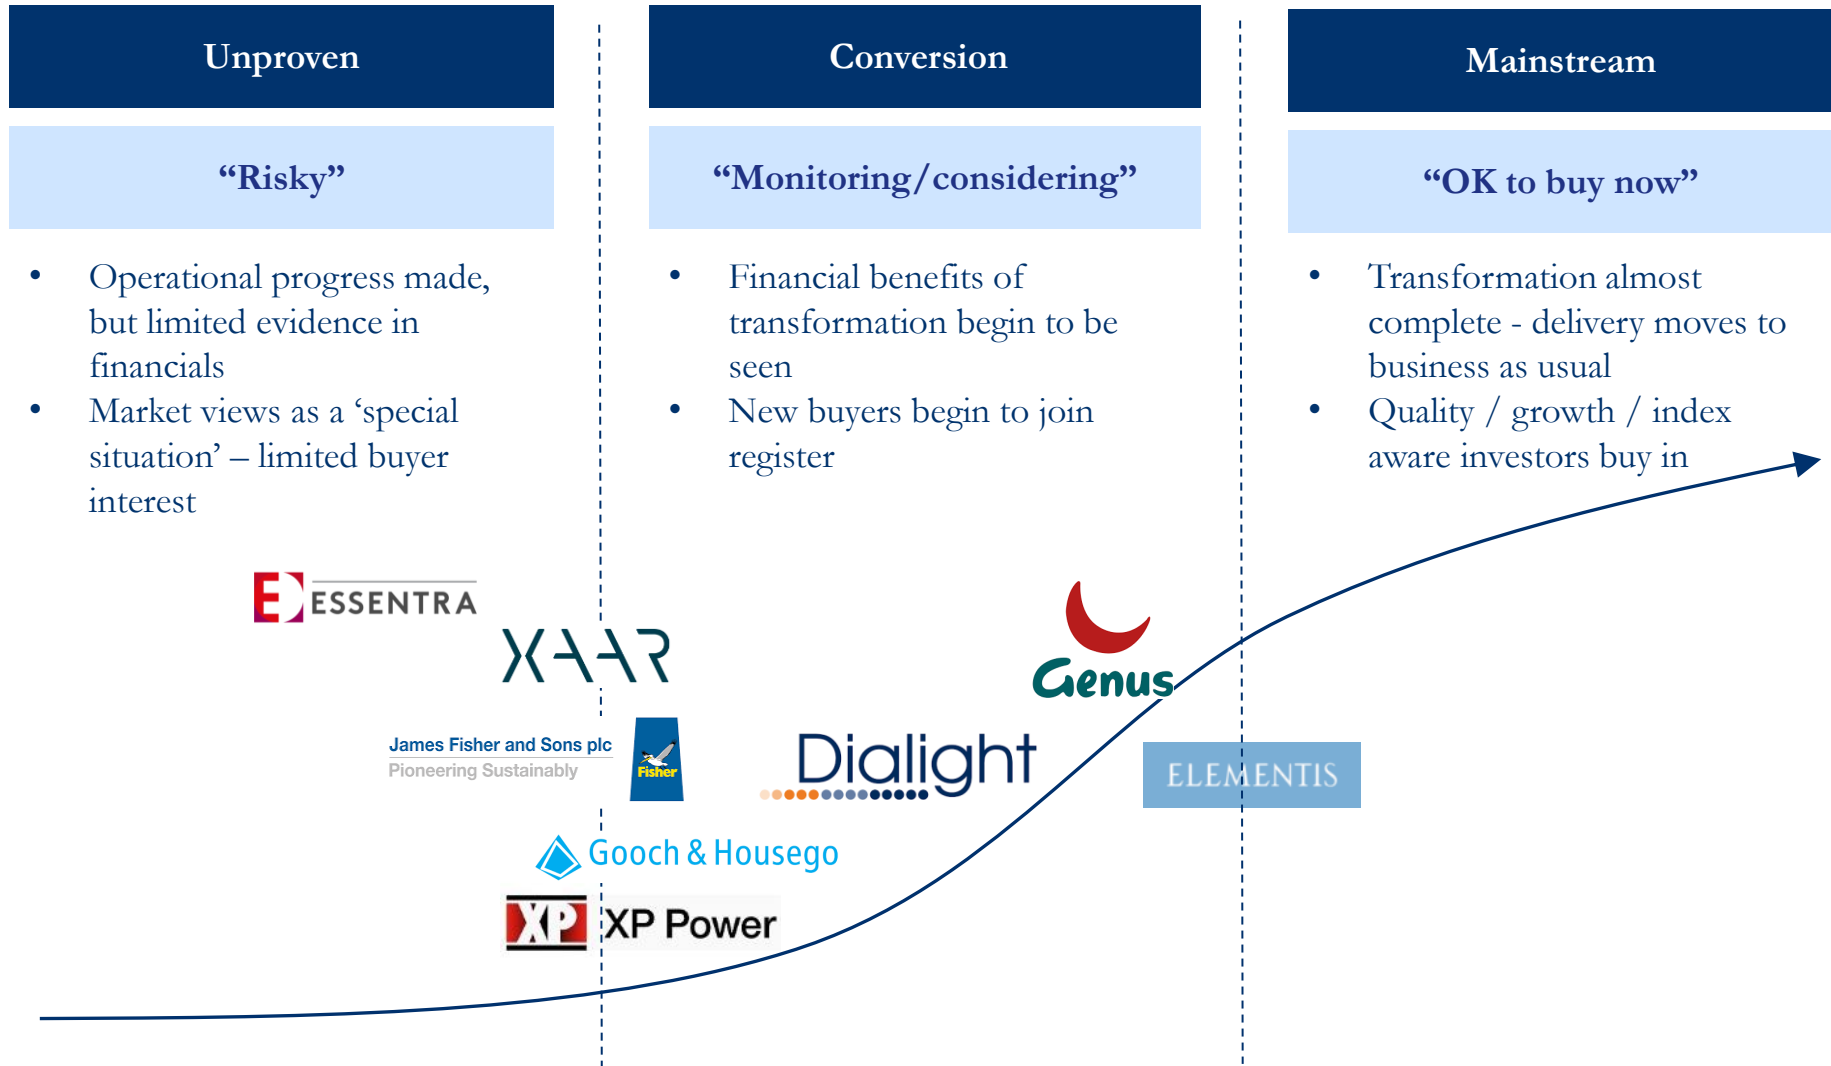 Unproven
“Risky”
• Operational progress made,
but limited evidence in
financials
• Market views as a ‘special
situation’ – limited buyer
interest
Conversion
“Monitoring/considering”
• Financial benefits of
transformation begin to be
seen
• New buyers begin to join
register
Mainstream
“OK to buy now”
• Transformation almost
complete - delivery moves to
business as usual
• Quality / growth / index
aware investors buy in
ESSENTRA
XAAR
James Fisher and Sons plc
Pioneering Sustainably
Fisher
Gooch & Housego
XP XP Power
Dialight
Genus
ELEMENTIS